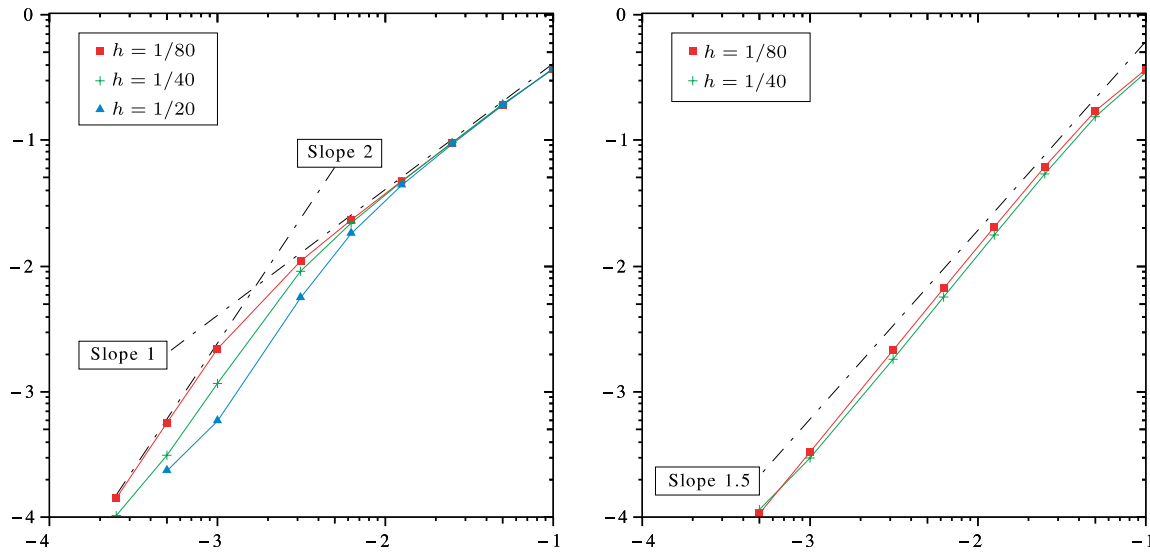 0
h = 1/80
h = 1/40
h = 1/20
Slope 2
−1
−2
Slope 1
−3
−4
−4
−3
−2
−1
0
h = 1/80
h = 1/40
−1
−2
−3
Slope 1.5
−4
−4
−3
−2
−1